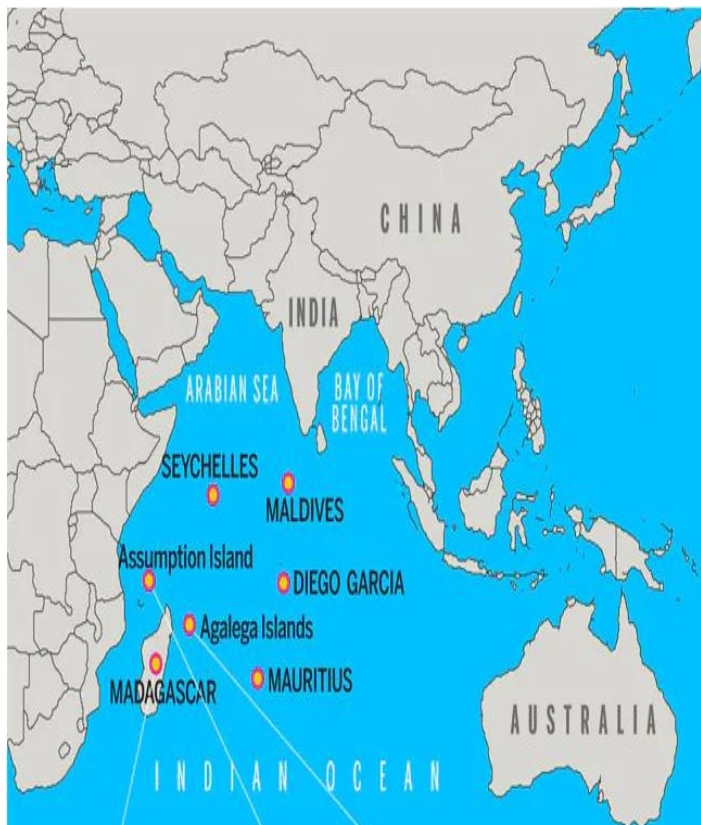 CHINA
INDIA
ARABIAN SEA
BAY OF
BENGAL
SEYCHELLES
MALDIVES
Assumption Island
DIEGO GARCIA
Agalega Islands
MADAGASCAR
MAURITIUS
AUSTRALIA
INDIAN OCEAN